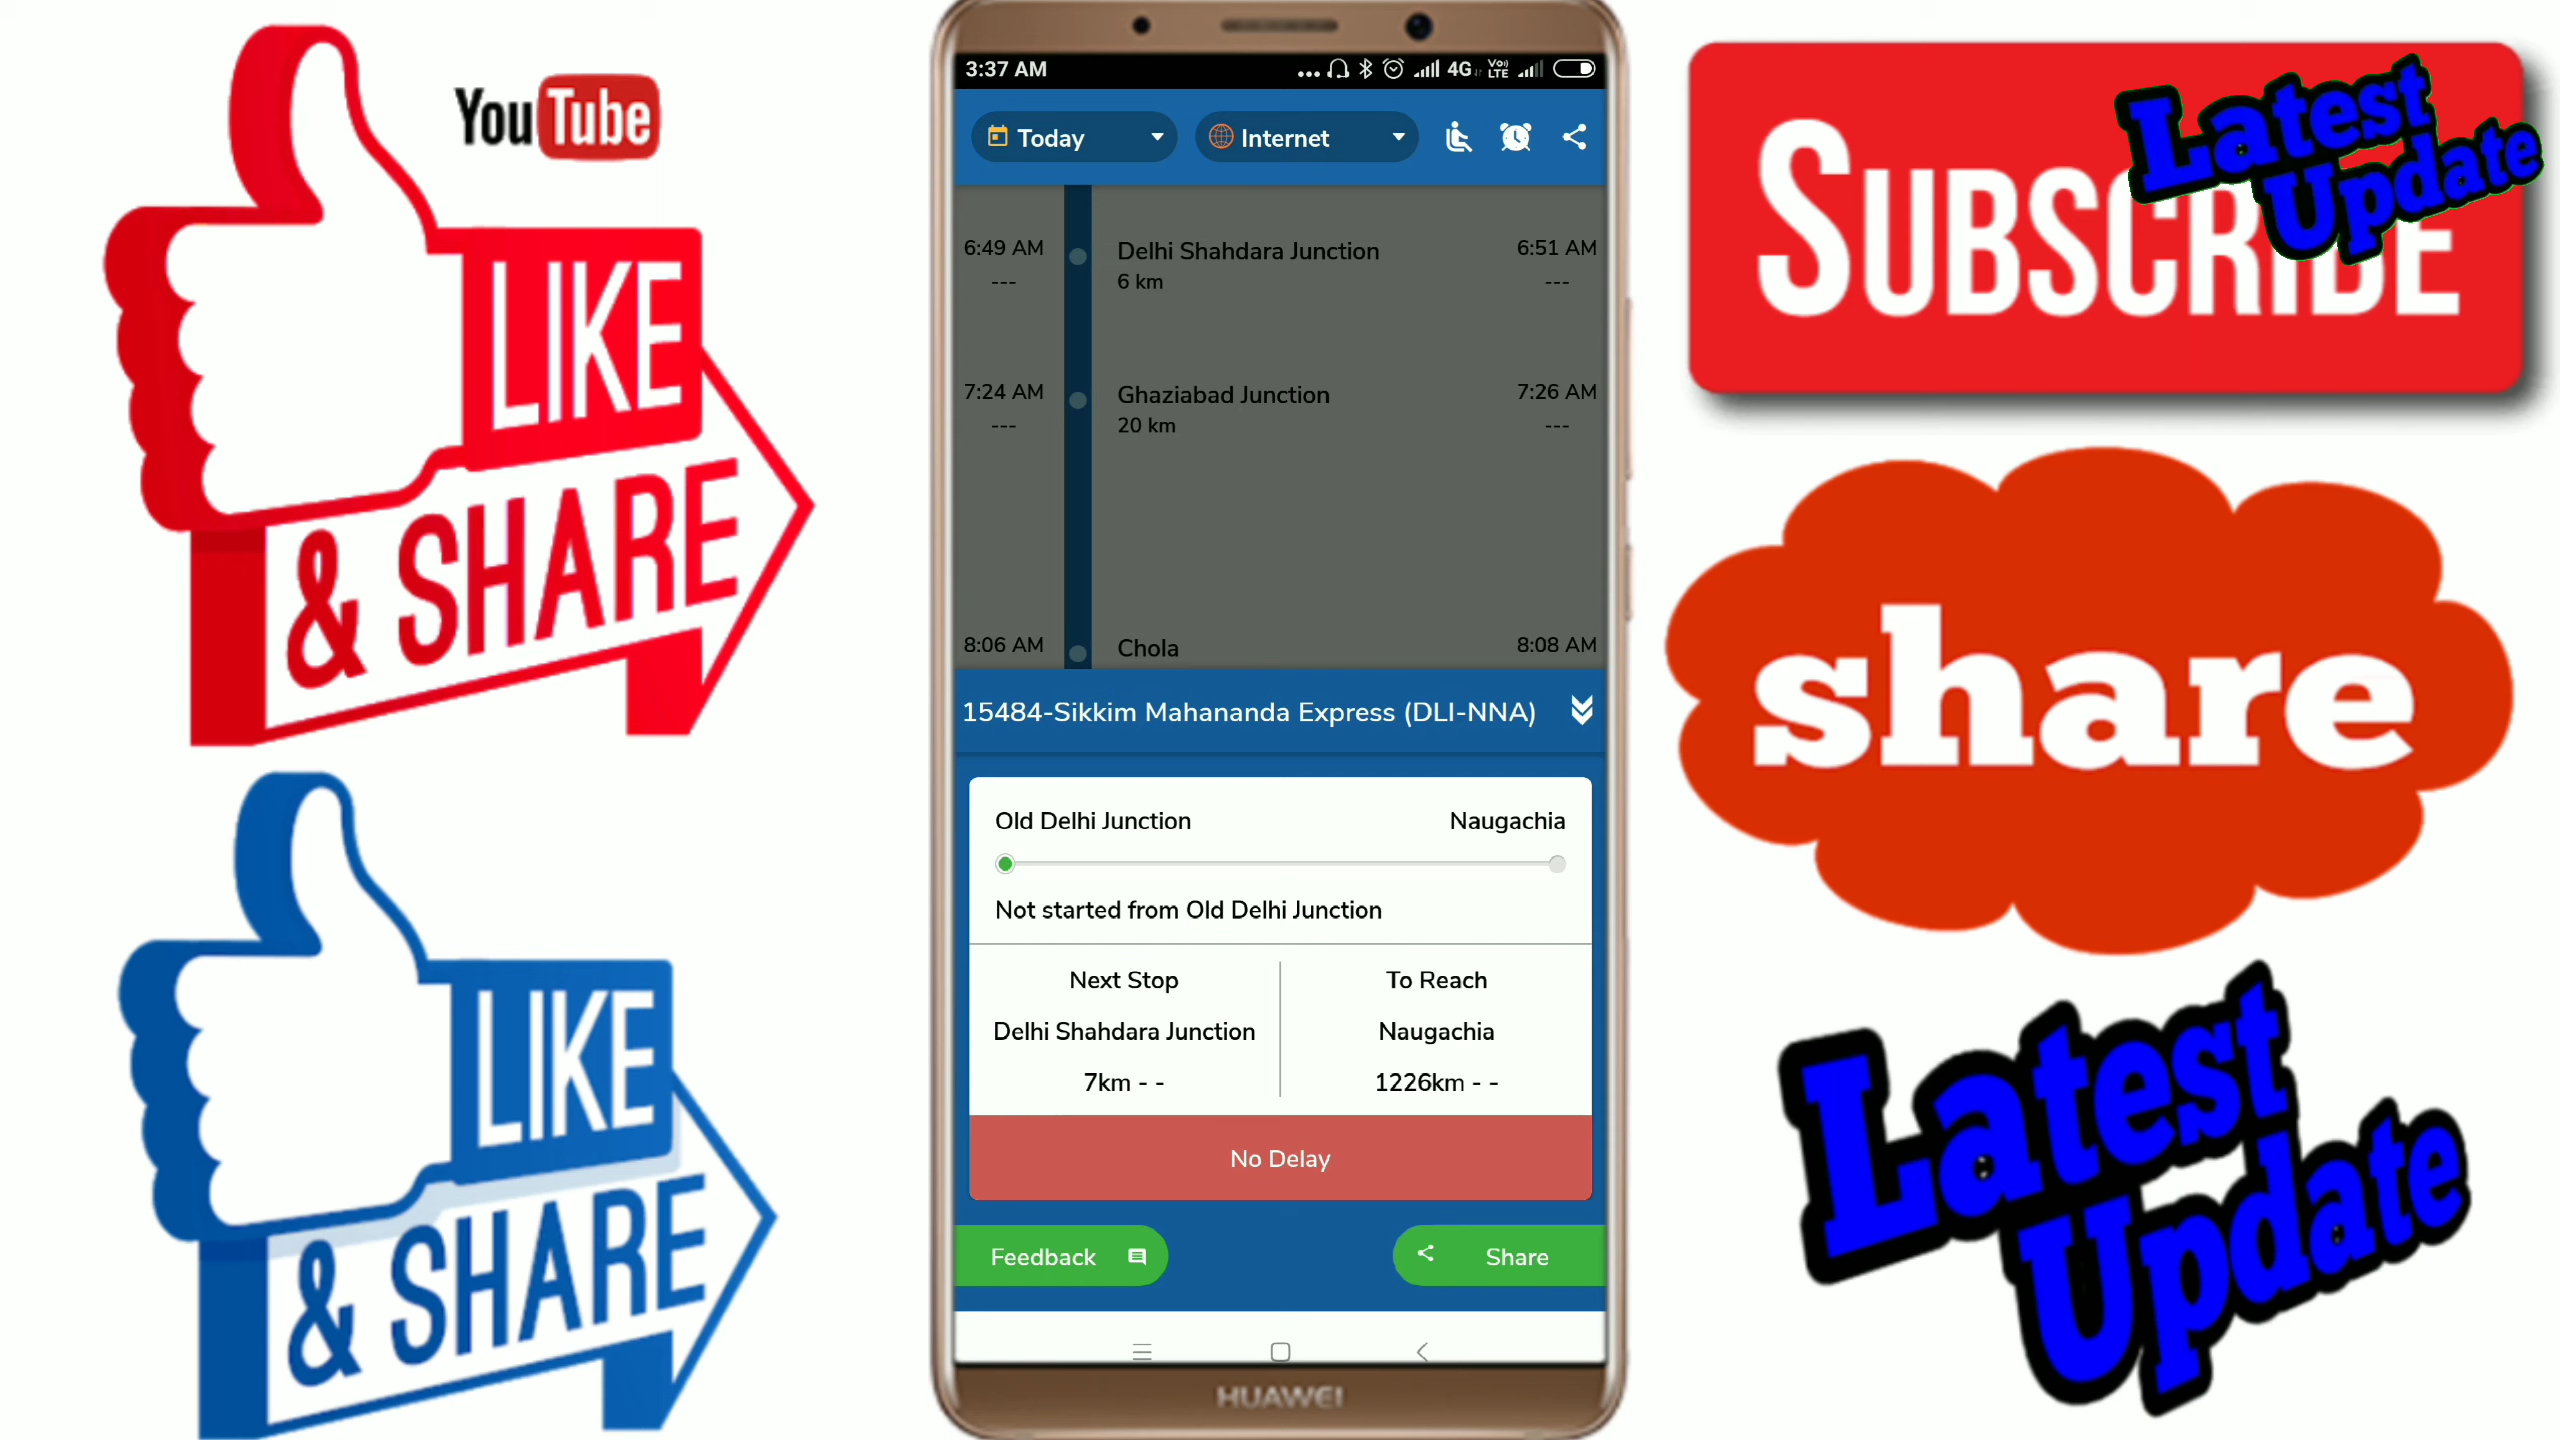 YouTube
LIKE
& SHARE
LIKE
& SHARE
3:37 AM
4G
Vo))
LTE
Today
Internet
6:49 AM
Delhi Shahdara Junction
6:51 AM
---
6 km
---
7:24 AM
Ghaziabad Junction
7:26 AM
---
20 km
---
8:06 AM
Chola
8:08 AM
15484-Sikkim Mahananda Express (DLI-NNA)
Old Delhi Junction
Naugachia
Not started from Old Delhi Junction
Next Stop
To Reach
Delhi Shahdara Junction
Naugachia
7km - -
1226km - -
No Delay
Feedback
Share
HUAWEI
SUBSCRIBE
Latest
Update
share
Latest
Update